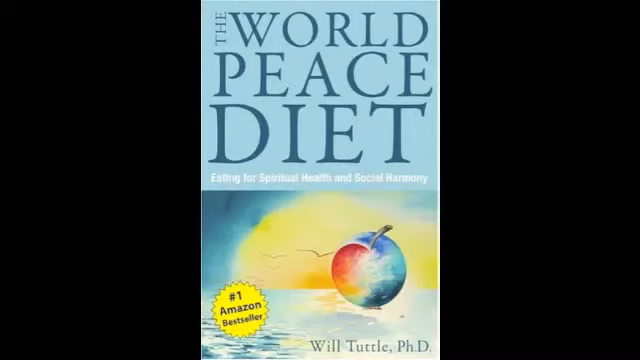 THE WORLD
PEACE
DIET
Eating for Spiritual Health and Social Harmony
#1
Amazon
Bestseller
Will Tuttle, Ph.D.